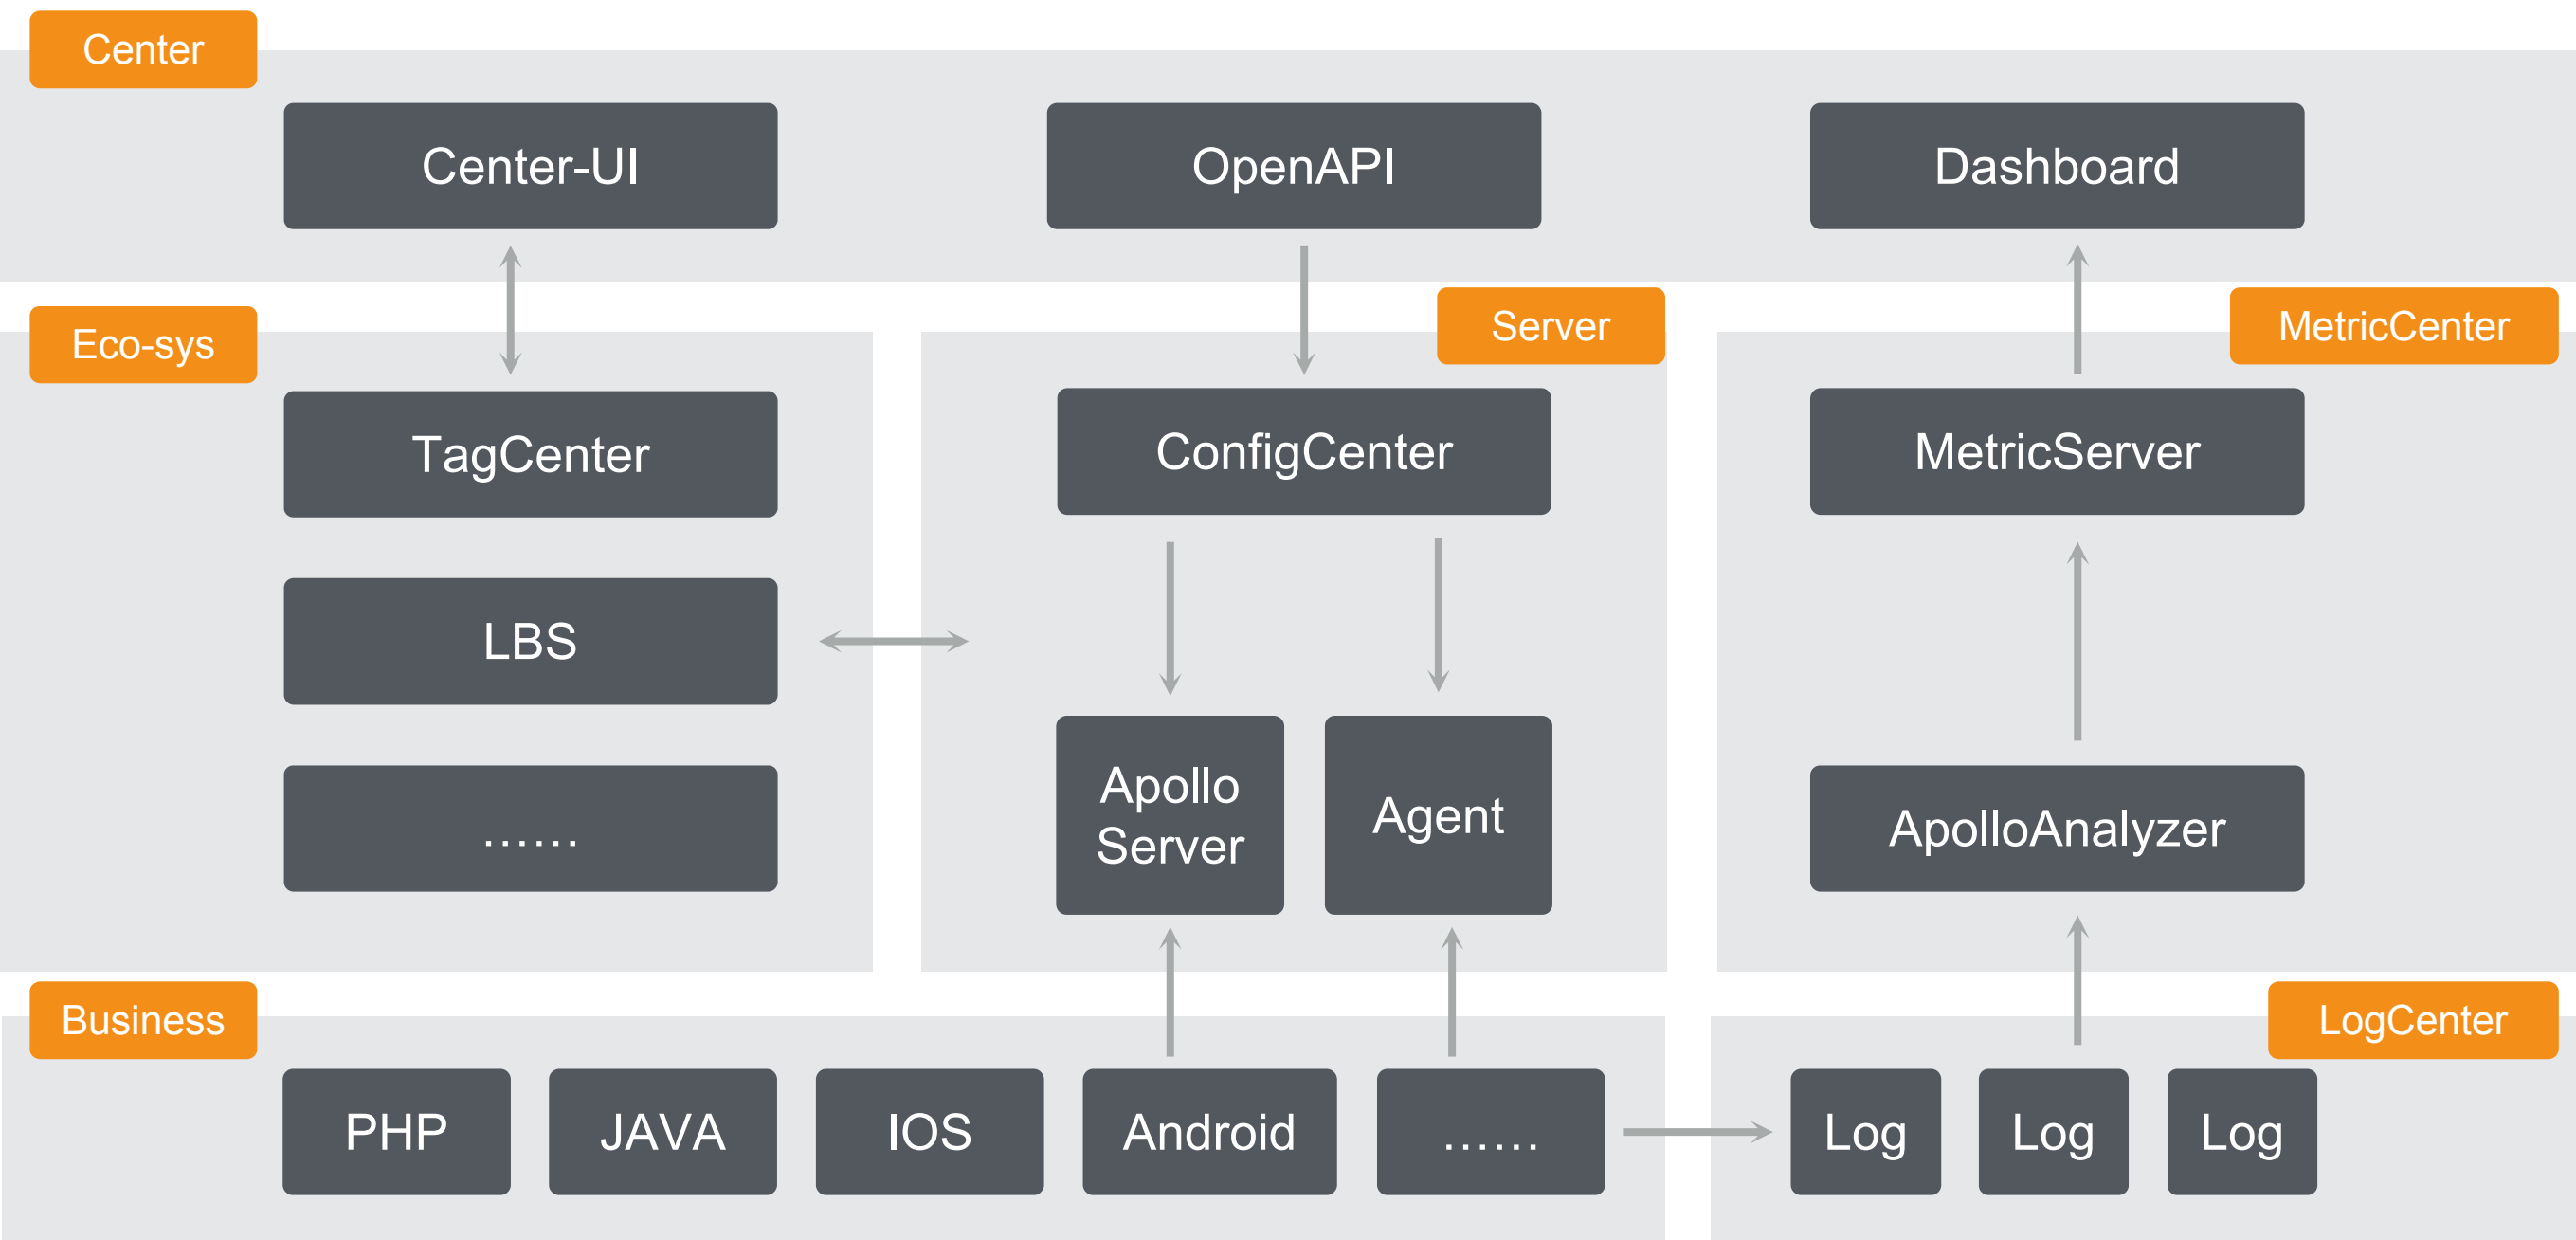 Center
Center-UI
OpenAPI
Dashboard
Server
MetricCenter
Eco-sys
TagCenter
ConfigCenter
MetricServer
LBS
Apollo
Server
Agent
ApolloAnalyzer
……
Business
LogCenter
PHP
JAVA
IOS
Android
……
Log
Log
Log